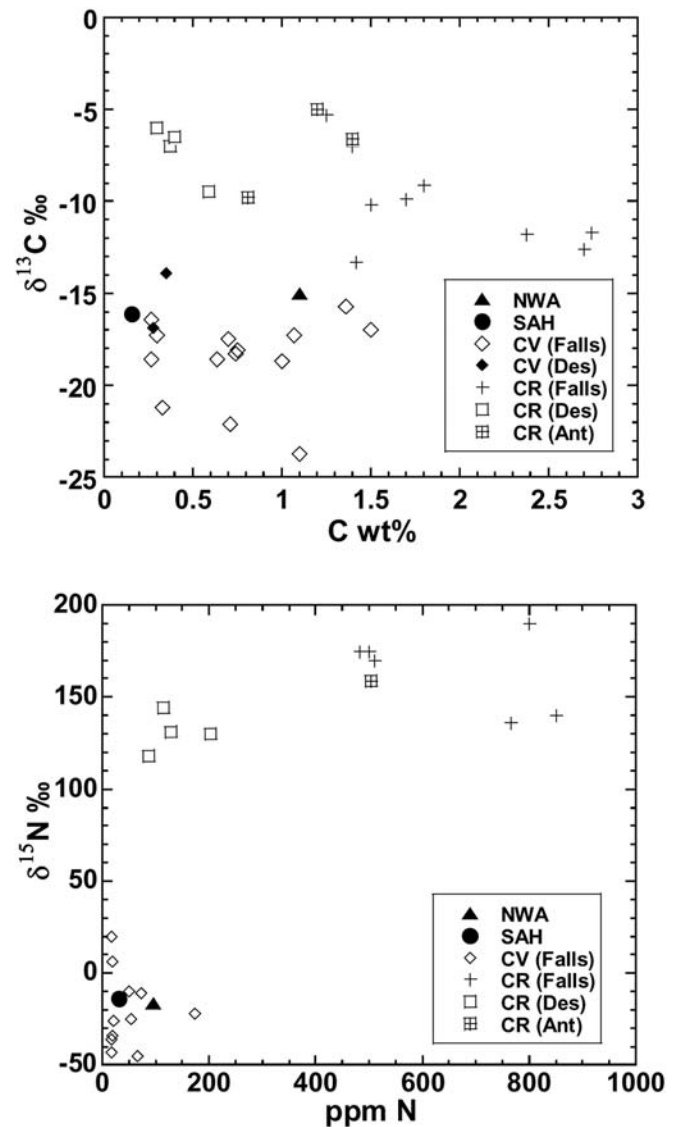 0
-5
-10
-15
-20
-25
δ¹³C ‰
0 0.5 1 1.5 2 2.5 3
C wt%
NWA
SAH
CV (Falls)
CV (Des)
CR (Falls)
CR (Des)
CR (Ant)
200
150
100
50
0
-50
δ¹⁵N ‰
0 200 400 600 800 1000
ppm N
NWA
SAH
CV (Falls)
CR (Falls)
CR (Des)
CR (Ant)